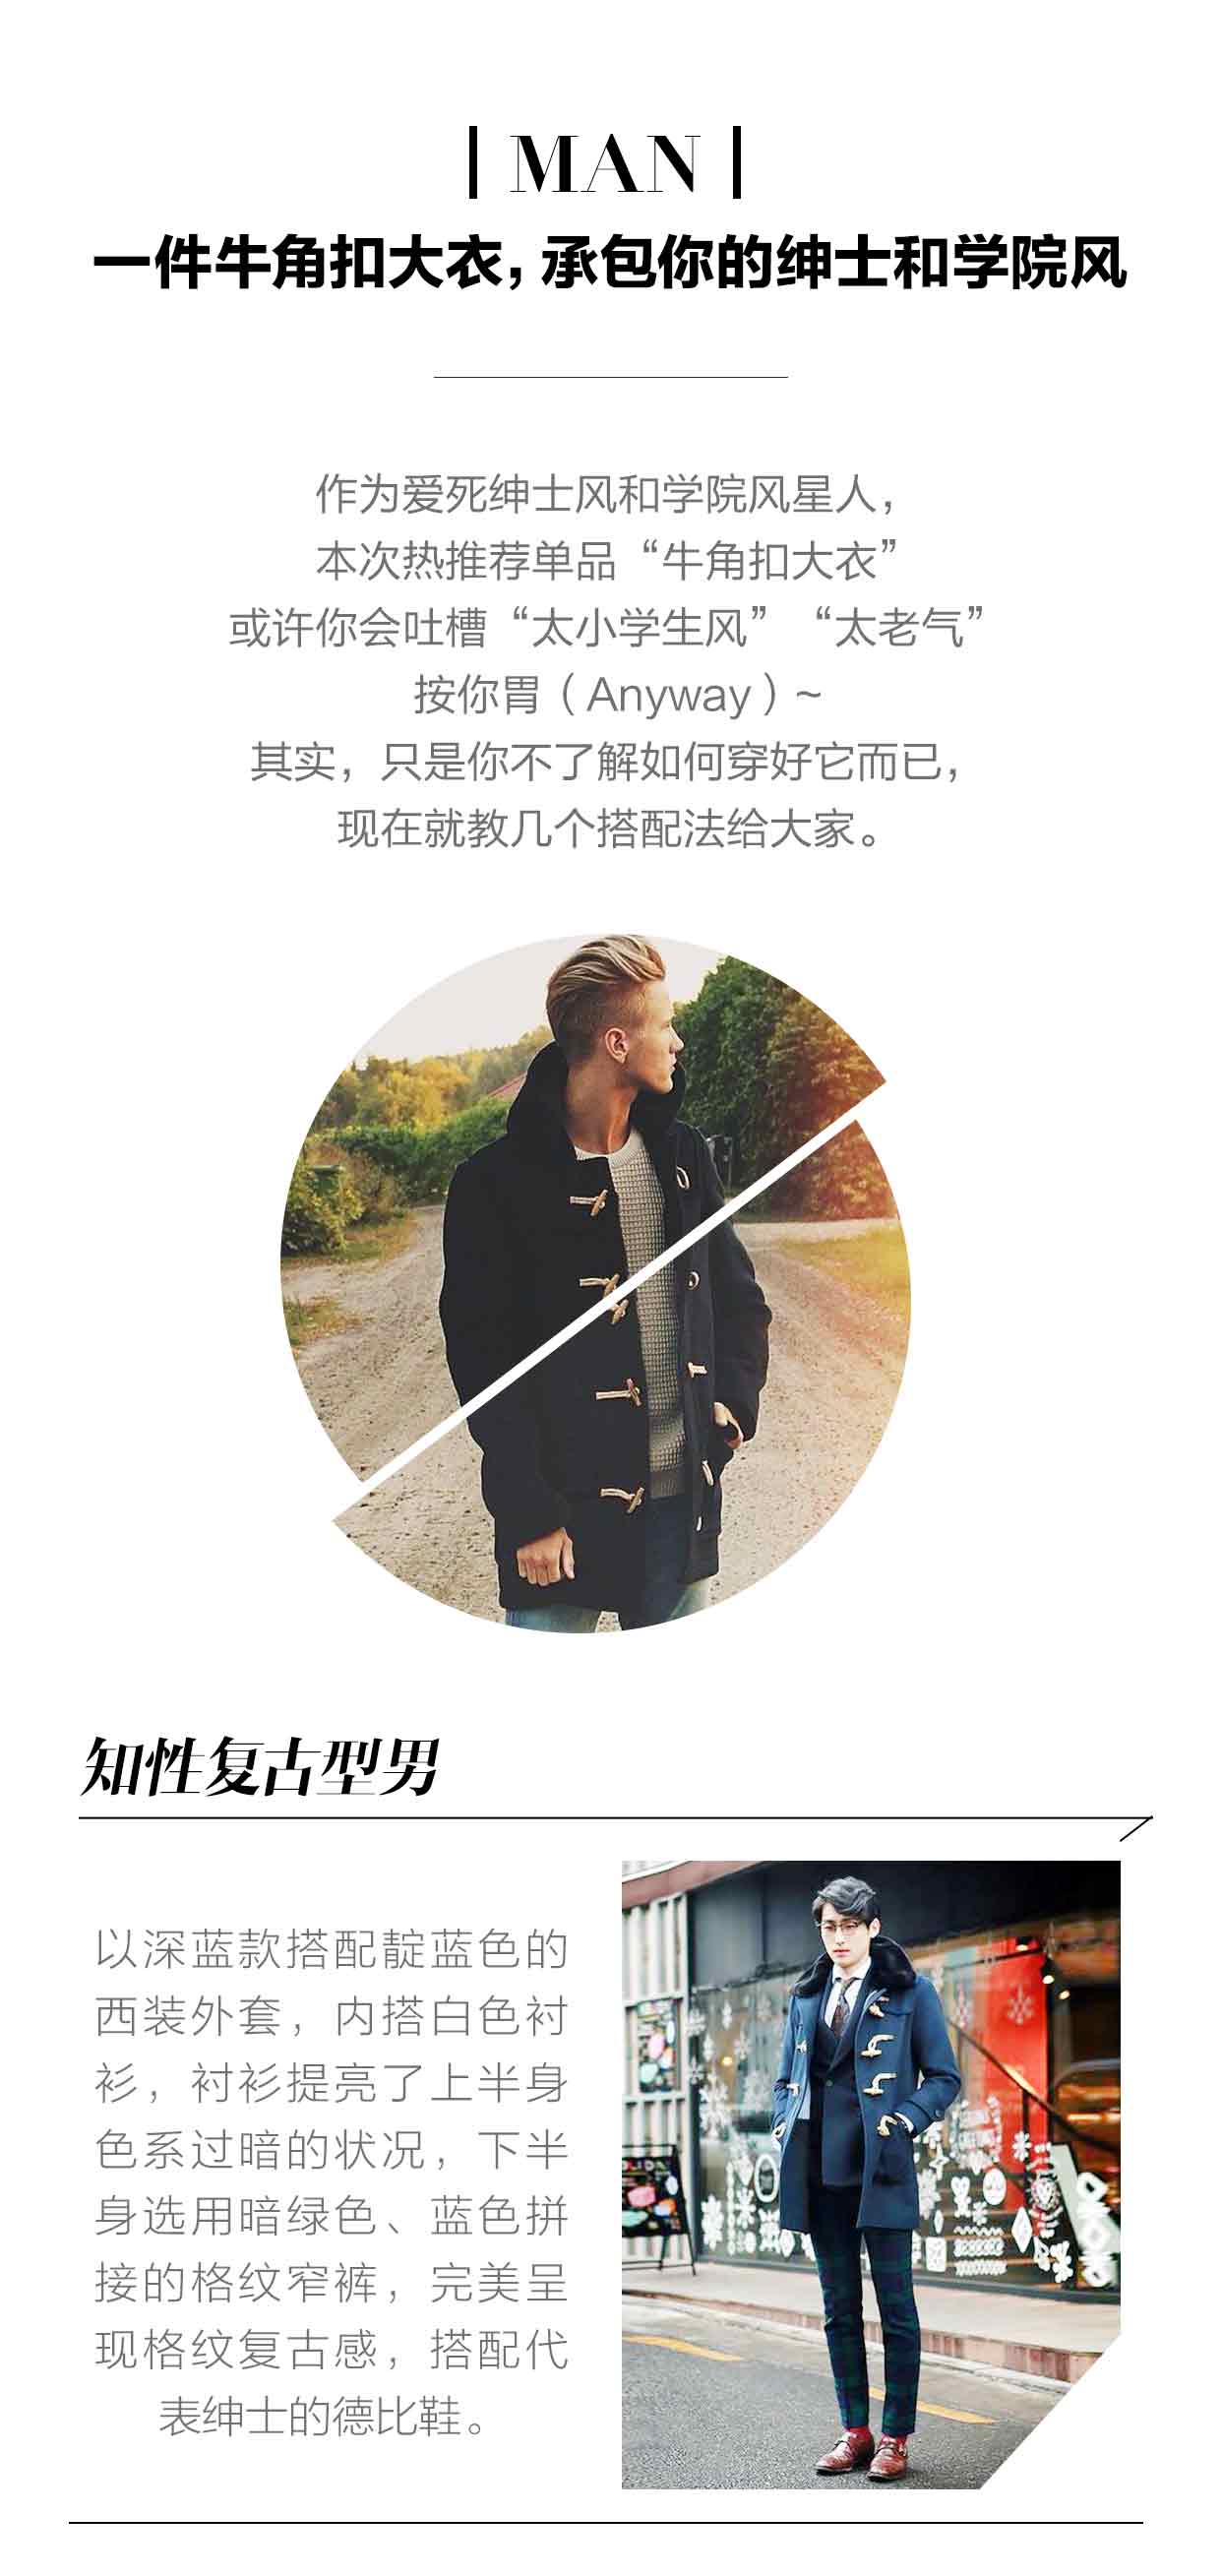 MAN
一件牛角扣大衣，承包你的绅士和学院风
作为爱死绅士风和学院风星人，
本次热推荐单品“牛角扣大衣”
或许你会吐槽“太小学生风” “太老气”
按你胃（Anyway）~
其实，只是你不了解如何穿好它而已，
现在就教几个搭配法给大家。
知性复古型男
以深蓝款搭配靛蓝色的
西装外套，内搭白色衬
衫，衬衫提亮了上半身
色系过暗的状况，下半
身选用暗绿色、蓝色拼
接的格纹窄裤，完美呈
现格纹复古感，搭配代
表绅士的德比鞋。